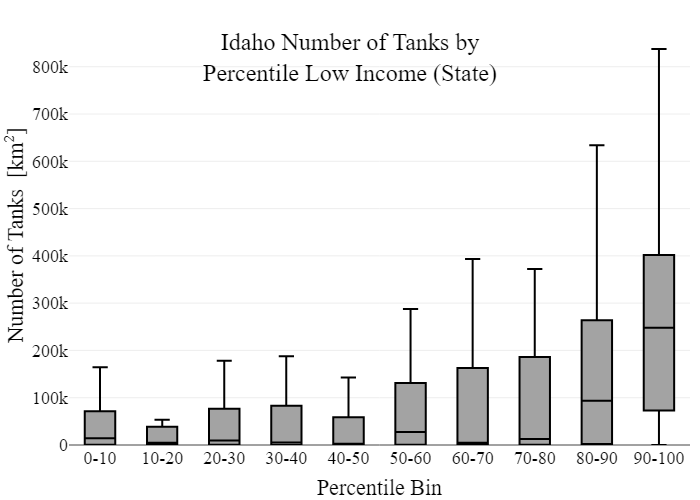 Idaho Number of Tanks by
Percentile Low Income (State)
Number of Tanks [km²]
800k
700k
600k
500k
400k
300k
200k
100k
0
0-10 10-20 20-30 30-40 40-50 50-60 60-70 70-80 80-90 90-100
Percentile Bin